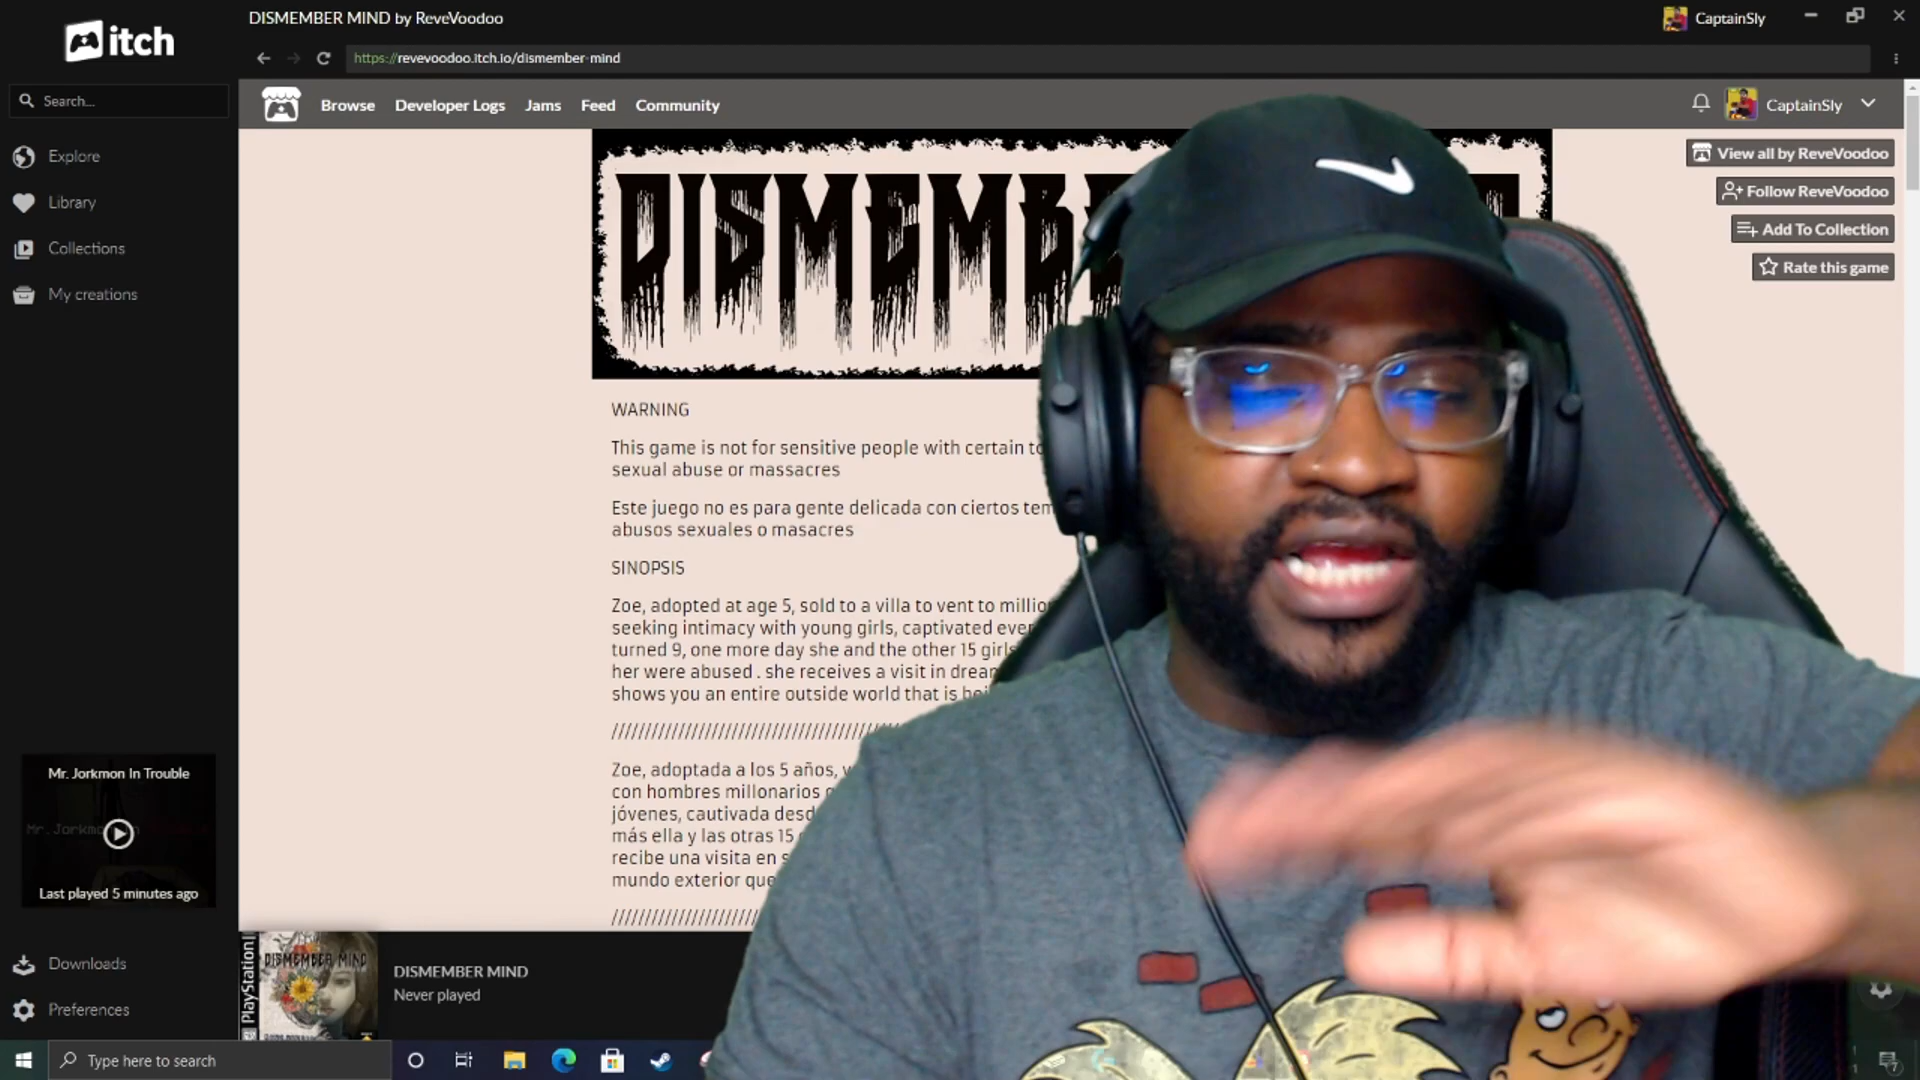 itch
DISMEMBER MIND by ReveVoodoo
CaptainSly
https://revevoodoo.itch.io/dismember-mind
Search...
Browse
Developer Logs
Jams
Feed
Community
CaptainSly
Explore
Library
Collections
My creations
View all by ReveVoodoo
Follow ReveVoodoo
Add To Collection
Rate this game
DISMEMBE
WARNING
This game is not for sensitive people with certain
sexual abuse or massacres
Este juego no es para gente delicada con ciertos
abusos sexuales o masacres
SINOPSIS
Zoe, adopted at age 5, sold to a villa to vent to
seeking intimacy with young girls, captivated
turned 9, one more day she and the other 15 girls
her were abused . she receives a visit in
shows you an entire outside world that is
Zoe, adoptada a los 5 años,
con hombres millonarios
jóvenes, cautivada
más ella y las otras 15
recibe una visita en
mundo exterior que
Mr. Jorkmon In Trouble
Last played 5 minutes ago
Downloads
Preferences
PlayStation
DISMEMBER MIND
DISMEMBER MIND
Never played
Type here to search